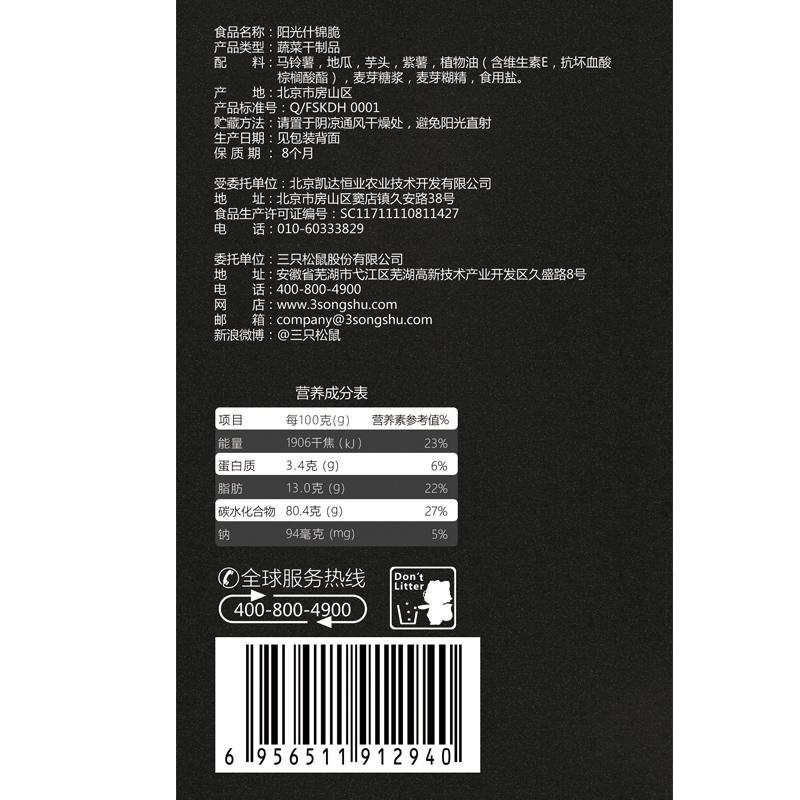 食品名称：阳光什锦脆
产品类型：蔬菜干制品
配 料：马铃薯，地瓜，芋头，紫薯，植物油（含维生素E，抗坏血酸
棕榈酸酯），麦芽糖浆，麦芽糊精，食用盐。
产 地：北京市房山区
产品标准号：Q/FSKDH 0001
贮藏方法：请置于阴凉通风干燥处，避免阳光直射
生产日期：见包装背面
保 质 期 ： 8个月
受委托单位：北京凯达恒业农业技术开发有限公司
地 址：北京市房山区窦店镇久安路38号
食品生产许可证编号：SC11711110811427
电 话：010-60333829
委托单位：三只松鼠股份有限公司
地 址：安徽省芜湖市弋江区芜湖高新技术产业开发区久盛路8号
电 话：400-800-4900
网 店：www.3songshu.com
邮 箱：company@3songshu.com
新浪微博：@三只松鼠
营养成分表
项目 每100克(g) 营养素参考值%
能量 1906千焦 (kJ) 23%
蛋白质 3.4克 (g) 6%
脂肪 13.0克 (g) 22%
碳水化合物 80.4克 (g) 27%
钠 94毫克 (mg) 5%
全球服务热线
400-800-4900
Don't
Litter
6 956511 912940